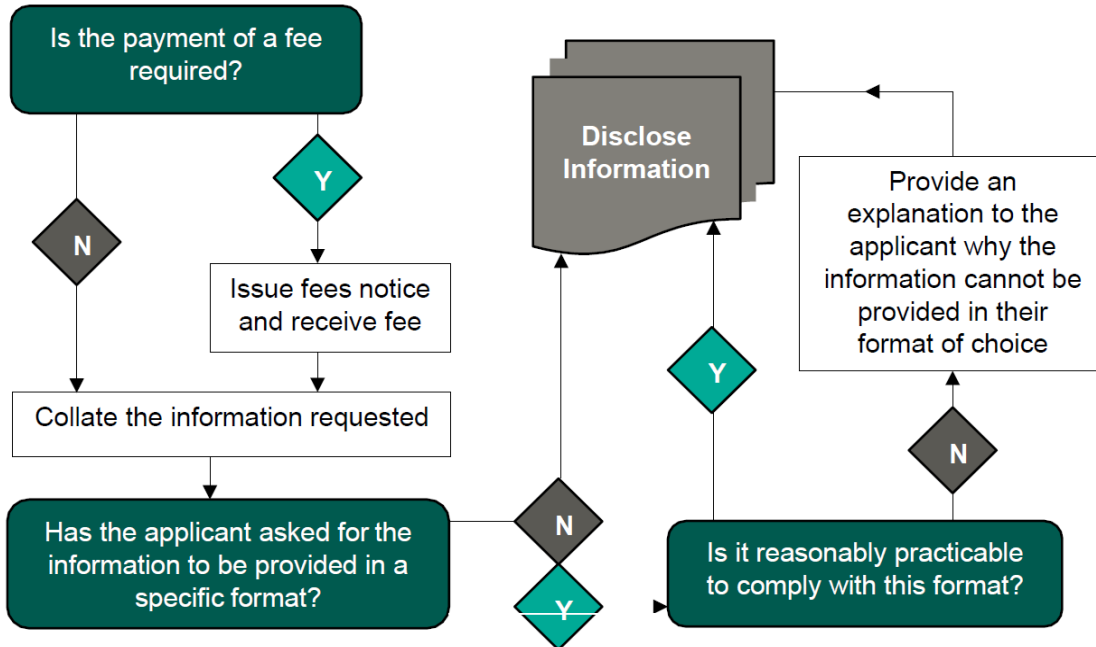 Is the payment of a fee
required?
Y
N
Issue fees notice
and receive fee
Collate the information requested
Has the applicant asked for the
information to be provided in a
specific format?
N
Y
Disclose
Information
Y
Is it reasonably practicable
to comply with this format?
N
Provide an
explanation to the
applicant why the
information cannot be
provided in their
format of choice